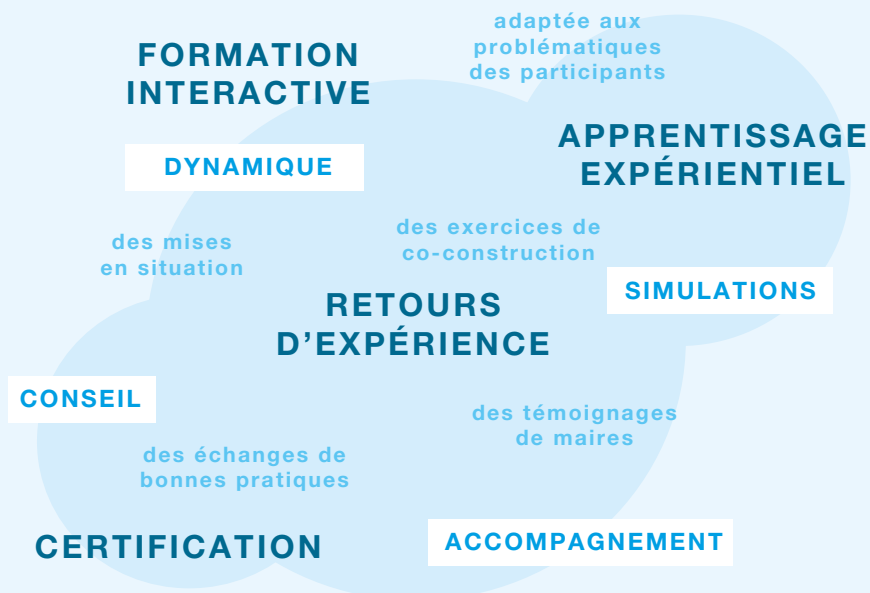 adaptée aux
problématiques
des participants
FORMATION
INTERACTIVE
APPRENTISSAGE
EXPÉRIENTIEL
DYNAMIQUE
des mises
en situation
des exercices de
co-construction
SIMULATIONS
RETOURS
D’EXPÉRIENCE
CONSEIL
des témoignages
de maires
des échanges de
bonnes pratiques
CERTIFICATION
ACCOMPAGNEMENT